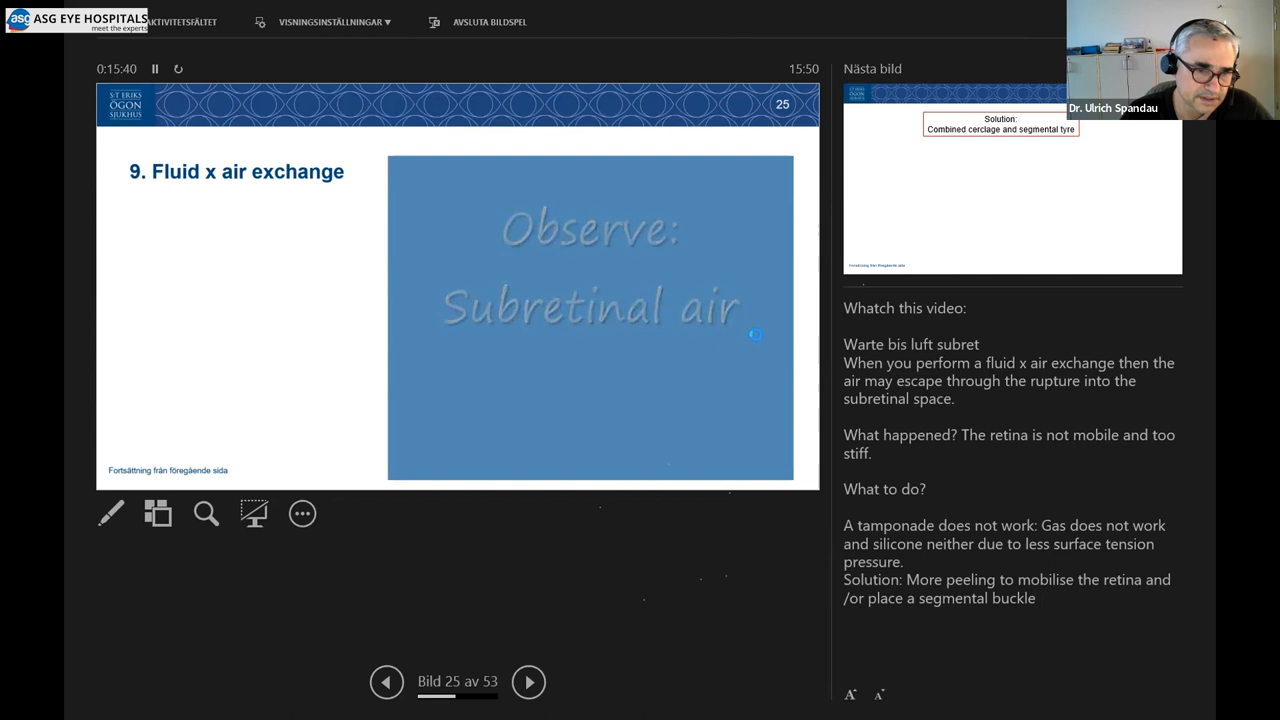 ASG EYE HOSPITALS
meet the experts
AKTIVITETSFÄLTET
VISNINGSINSTÄLLNINGAR ▼
AVSLUTA BILDSPEL
0:15:40
15:50
Nästa bild
Dr. Ulrich Spandau
S:T ERIKS
ÖGON
SJUKHUS
25
9. Fluid x air exchange
Observe:
Subretinal air
Fortsättning från föregående sida
Solution:
Combined cerclage and segmental tyre
Fortsättning från föregående sida
Whatch this video:
Warte bis luft subret
When you perform a fluid x air exchange then the
air may escape through the rupture into the
subretinal space.
What happened? The retina is not mobile and too
stiff.
What to do?
A tamponade does not work: Gas does not work
and silicone neither due to less surface tension
pressure.
Solution: More peeling to mobilise the retina and
/or place a segmental buckle
Bild 25 av 53
A A